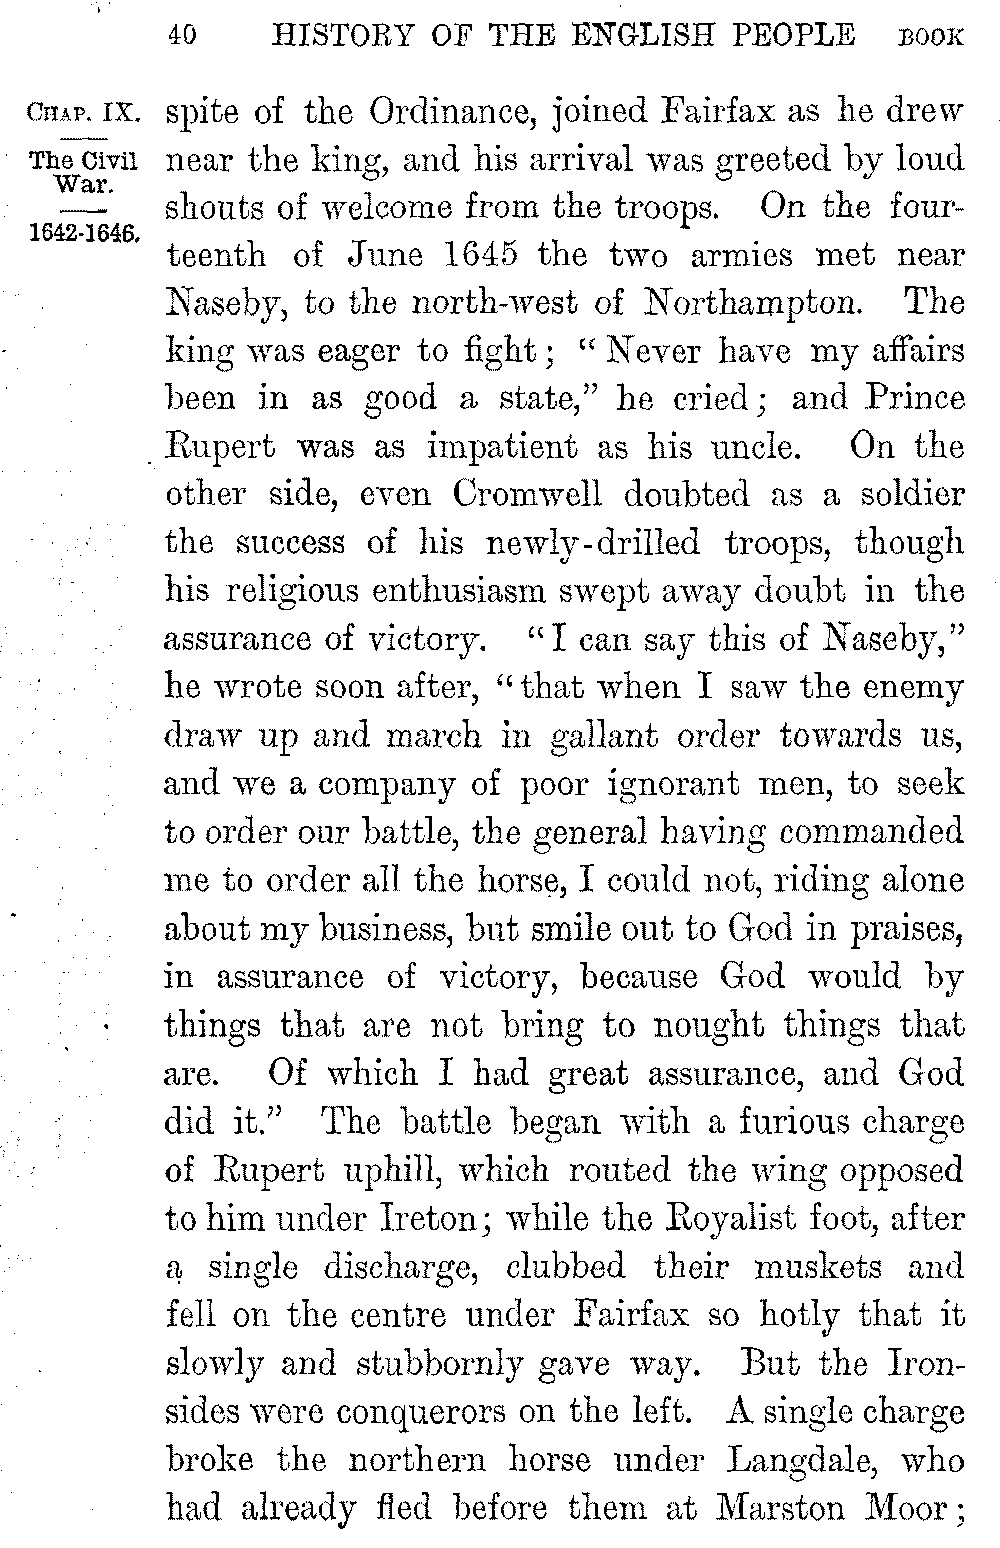 40 HISTORY OF THE ENGLISH PEOPLE BOOK
CHAP. IX.
The Civil
War.
1642-1646.
spite of the Ordinance, joined Fairfax as he drew
near the king, and his arrival was greeted by loud
shouts of welcome from the troops. On the four-
teenth of June 1645 the two armies met near
Naseby, to the north-west of Northampton. The
king was eager to fight; “Never have my affairs
been in as good a state,” he cried; and Prince
Rupert was as impatient as his uncle. On the
other side, even Cromwell doubted as a soldier
the success of his newly-drilled troops, though
his religious enthusiasm swept away doubt in the
assurance of victory. “I can say this of Naseby,”
he wrote soon after, “that when I saw the enemy
draw up and march in gallant order towards us,
and we a company of poor ignorant men, to seek
to order our battle, the general having commanded
me to order all the horse, I could not, riding alone
about my business, but smile out to God in praises,
in assurance of victory, because God would by
things that are not bring to nought things that
are. Of which I had great assurance, and God
did it.” The battle began with a furious charge
of Rupert uphill, which routed the wing opposed
to him under Ireton; while the Royalist foot, after
a single discharge, clubbed their muskets and
fell on the centre under Fairfax so hotly that it
slowly and stubbornly gave way. But the Iron-
sides were conquerors on the left. A single charge
broke the northern horse under Langdale, who
had already fled before them at Marston Moor;